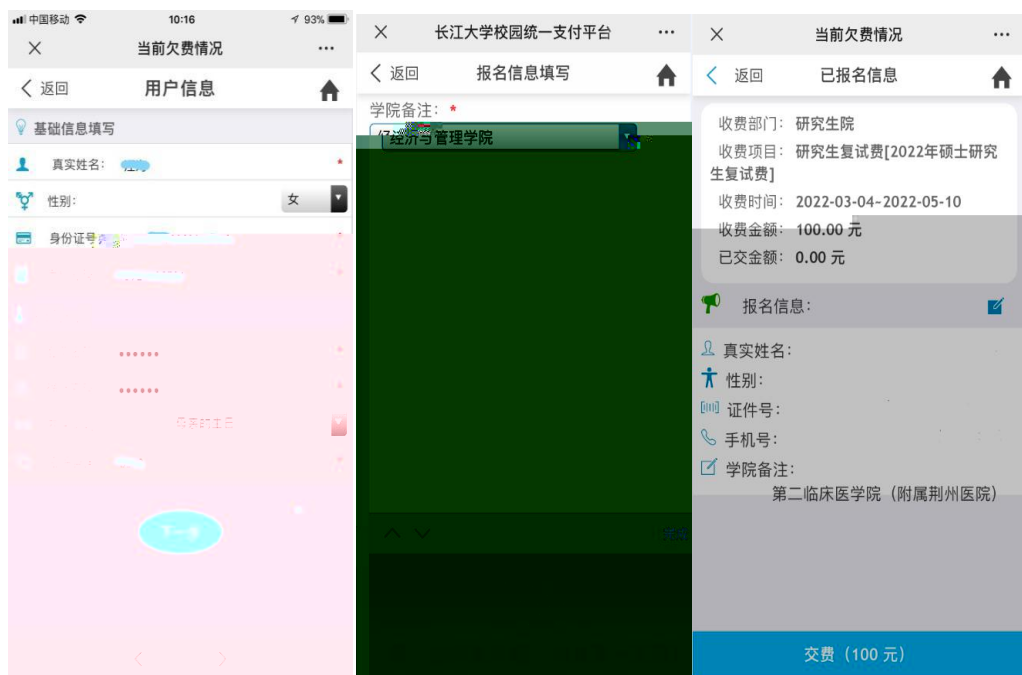 中国移动
10:16
93%
当前欠费情况
返回
用户信息
基础信息填写
真实姓名：
*
性别：
女
身份证号
••••••
••••••
下一步
长江大学校园统一支付平台
返回
报名信息填写
学院备注： *
经济与管理学院
当前欠费情况
返回
已报名信息
收费部门： 研究生院
收费项目： 研究生复试费[2022年硕士研究
生复试费]
收费时间： 2022-03-04~2022-05-10
收费金额： 100.00 元
已交金额： 0.00 元
报名信息：
真实姓名：
性别：
证件号：
手机号：
学院备注：
第二临床医学院（附属荆州医院）
交费（100 元）